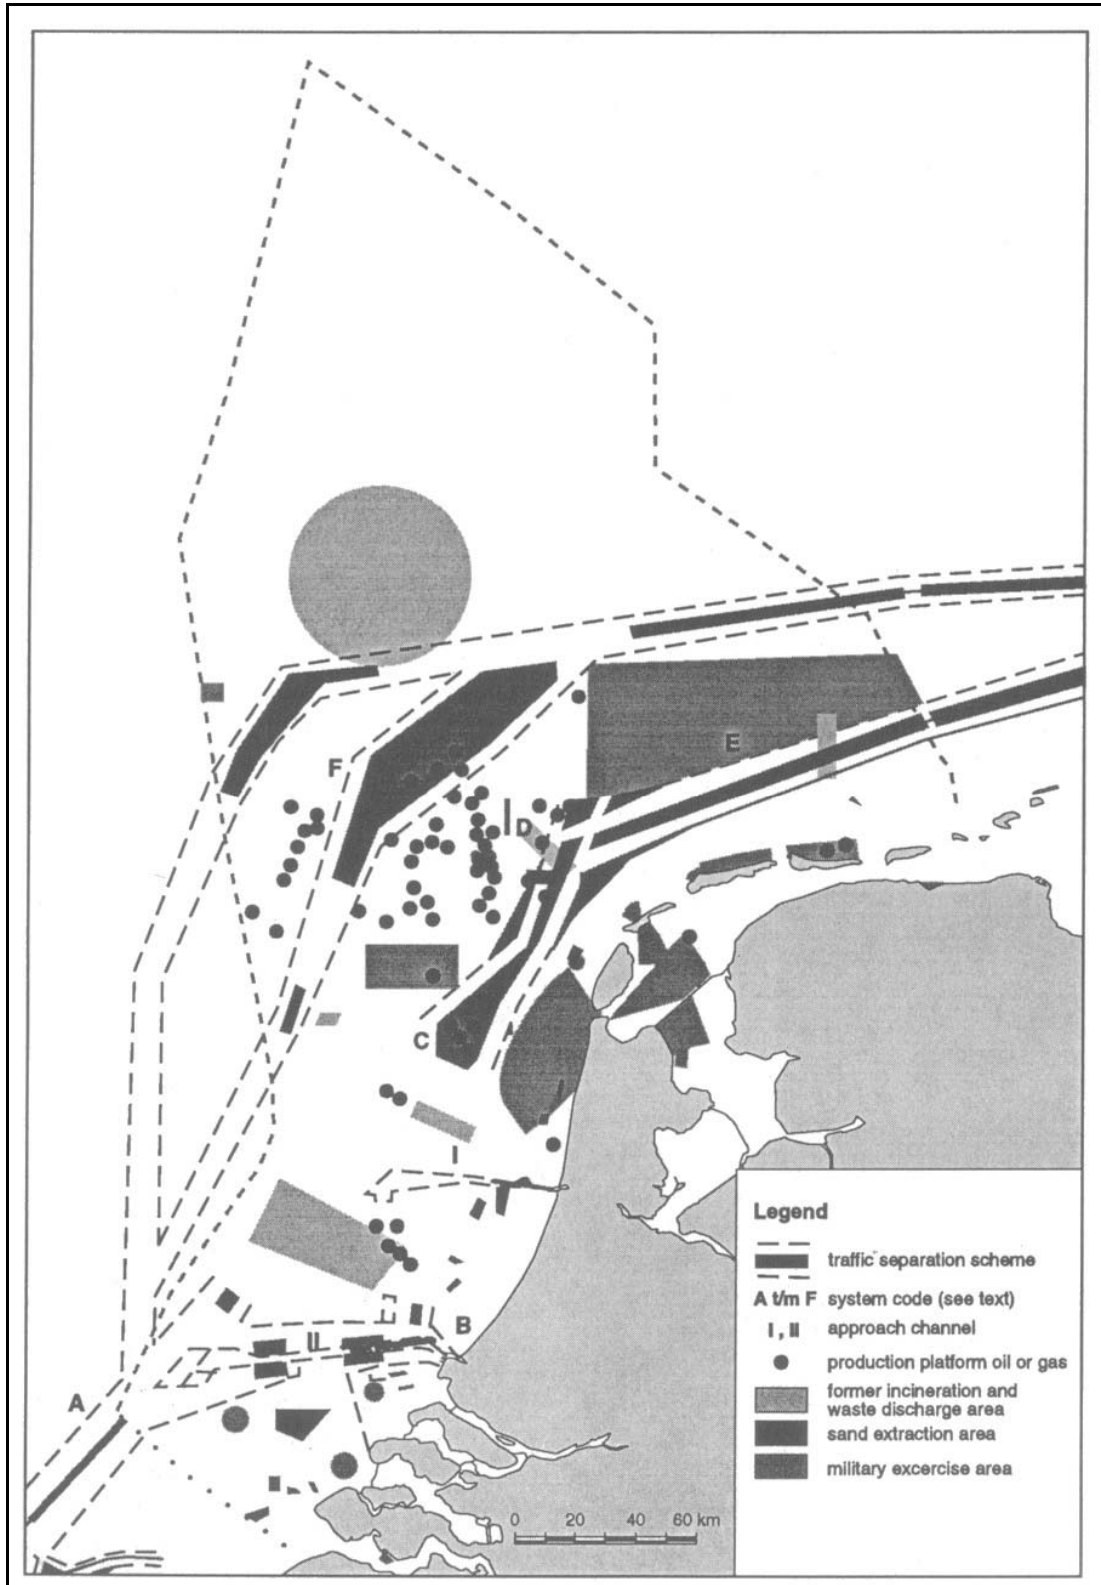 F
E
D
C
A
I
II
B
A
Legend
traffic separation scheme
A t/m F system code (see text)
I , II approach channel
production platform oil or gas
former incineration and
waste discharge area
sand extraction area
military excercise area
0 20 40 60 km